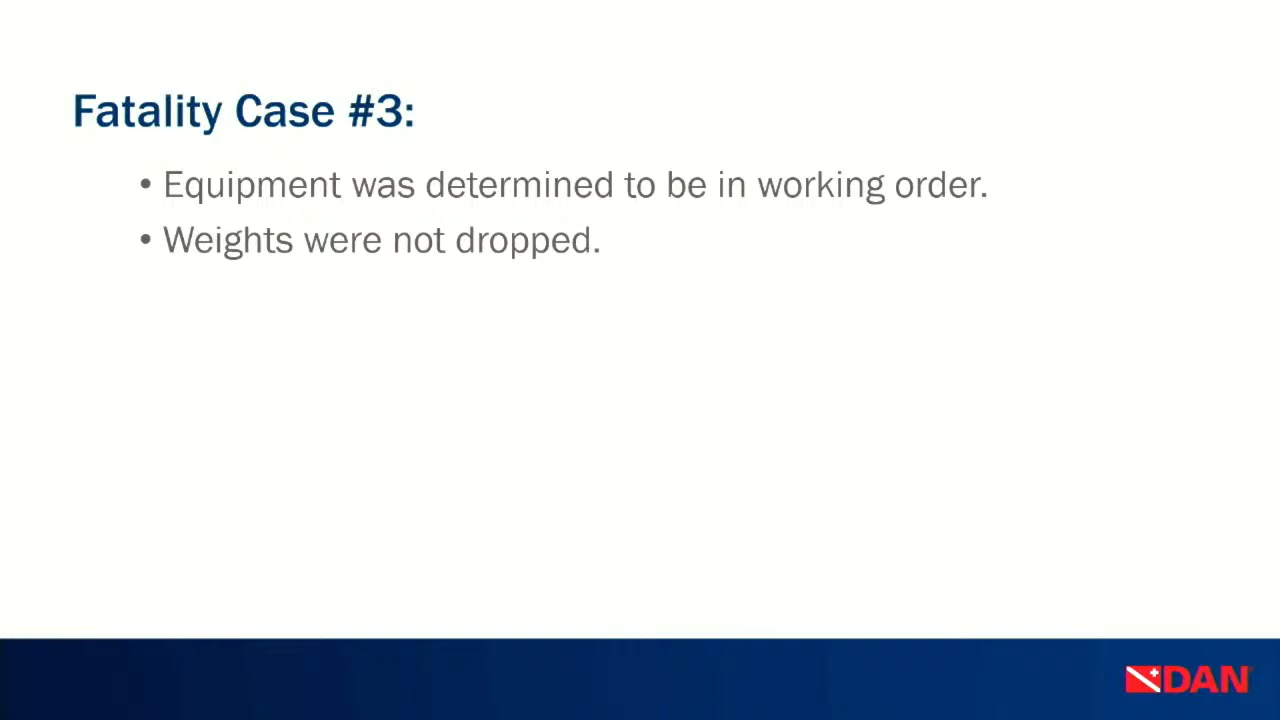 Fatality Case #3:
• Equipment was determined to be in working order.
• Weights were not dropped.
DAN